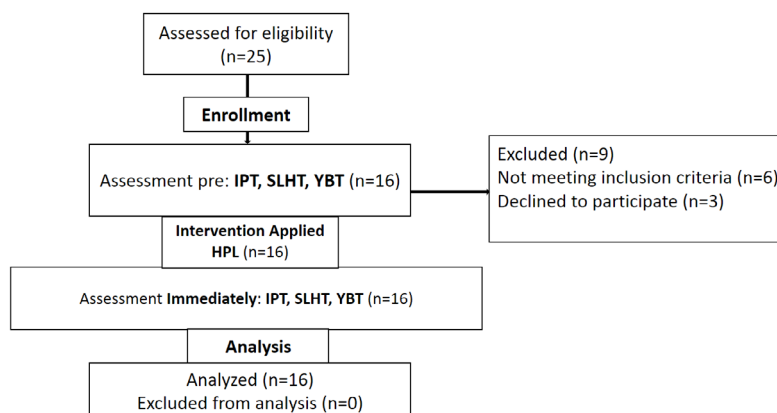 Assessed for eligibility
(n=25)
Enrollment
Assessment pre: IPT, SLHT, YBT (n=16)
Excluded (n=9)
Not meeting inclusion criteria (n=6)
Declined to participate (n=3)
Intervention Applied
HPL (n=16)
Assessment Immediately: IPT, SLHT, YBT (n=16)
Analysis
Analyzed (n=16)
Excluded from analysis (n=0)